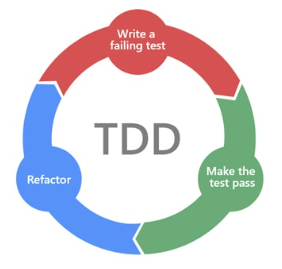 Write a
failing test
TDD
Make the
test pass
Refactor